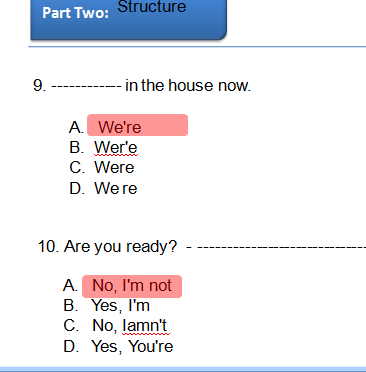 Part Two: Structure
9. ------------ in the house now.
A. We're
B. Wer'e
C. Were
D. We re
10. Are you ready? - -----------------------------
A. No, I'm not
B. Yes, I'm
C. No, Iamn't
D. Yes, You're